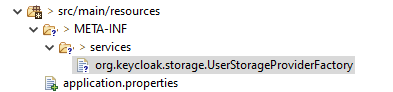 src/main/resources
META-INF
services
org.keycloak.storage.UserStorageProviderFactory
application.properties